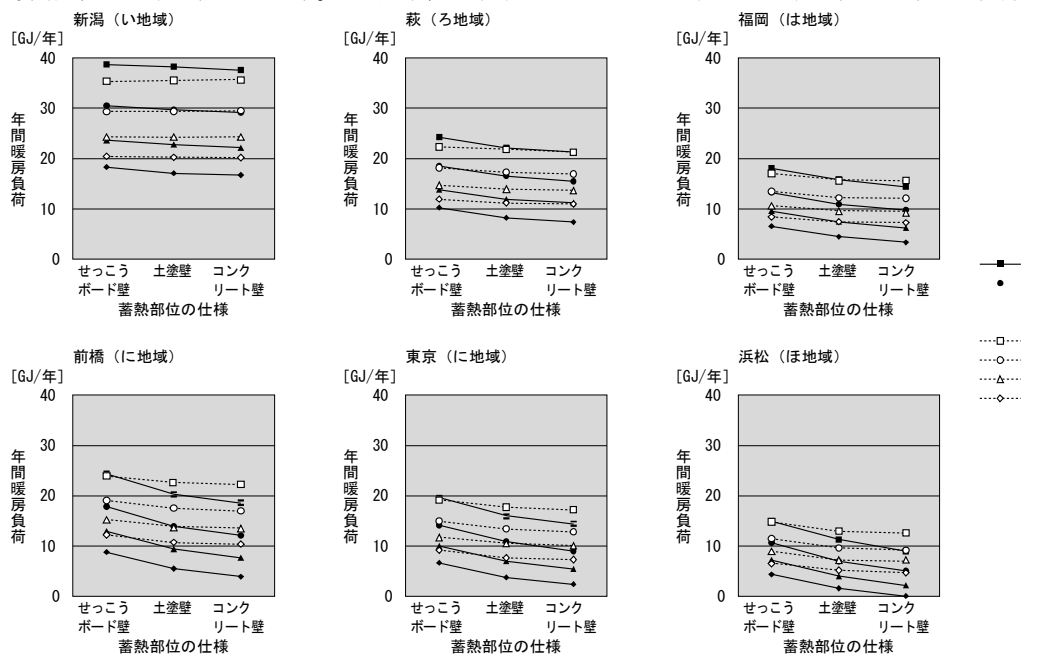 新潟（い地域）
[GJ/年]
40
30
20
10
0
年間暖房負荷
せっこう
ボード壁
土塗壁
コンク
リート壁
蓄熱部位の仕様
萩（ろ地域）
[GJ/年]
40
30
20
10
0
年間暖房負荷
せっこう
ボード壁
土塗壁
コンク
リート壁
蓄熱部位の仕様
福岡（は地域）
[GJ/年]
40
30
20
10
0
年間暖房負荷
せっこう
ボード壁
土塗壁
コンク
リート壁
蓄熱部位の仕様
前橋（に地域）
[GJ/年]
40
30
20
10
0
年間暖房負荷
せっこう
ボード壁
土塗壁
コンク
リート壁
蓄熱部位の仕様
東京（に地域）
[GJ/年]
40
30
20
10
0
年間暖房負荷
せっこう
ボード壁
土塗壁
コンク
リート壁
蓄熱部位の仕様
浜松（ほ地域）
[GJ/年]
40
30
20
10
0
年間暖房負荷
せっこう
ボード壁
土塗壁
コンク
リート壁
蓄熱部位の仕様